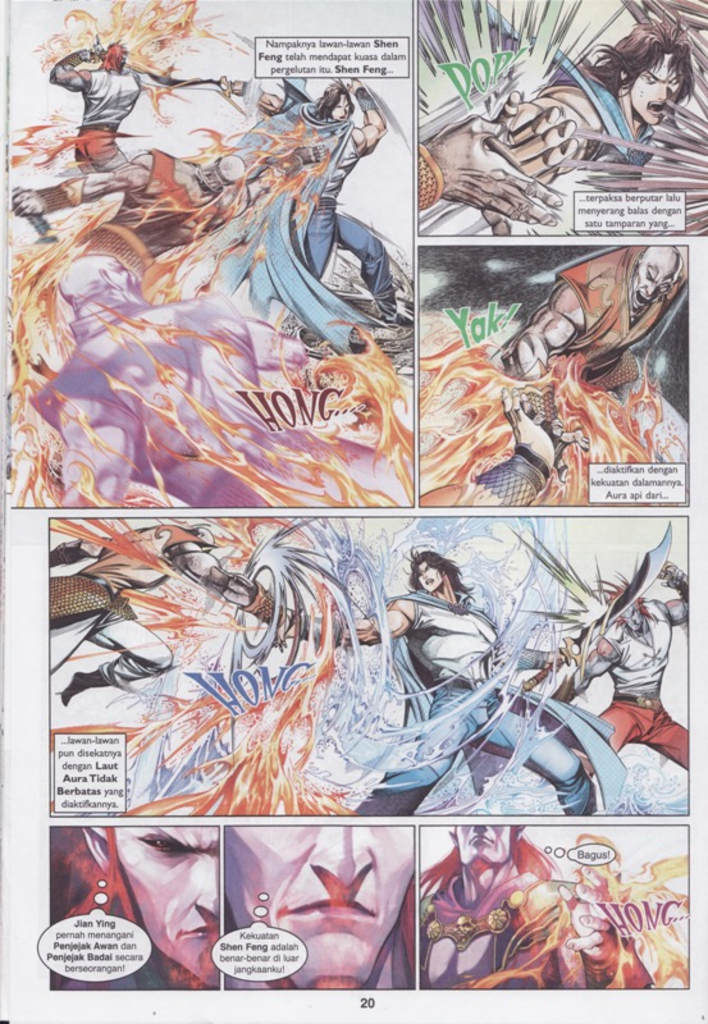 Nampaknya lawan-lawan Shen
Feng telah mendapat kuasa dalam
pergelutan itu. Shen Feng...
POP!
...terpaksa berputar lalu
menyerang balas dengan
satu tamparan yang...
Yak!
HONG...
...diaktifkan dengan
kekuatan dalamannya.
Aura api dari...
HONG
...lawan-lawan
pun disekatnya
dengan Laut
Aura Tidak
Berbatas yang
diaktifkannya.
Jian Ying
pernah menangani
Penjejak Awan dan
Penjejak Badai secara
berseorangan!
Kekuatan
Shen Feng adalah
benar-benar di luar
jangkaanku!
Bagus!
HONG...
20